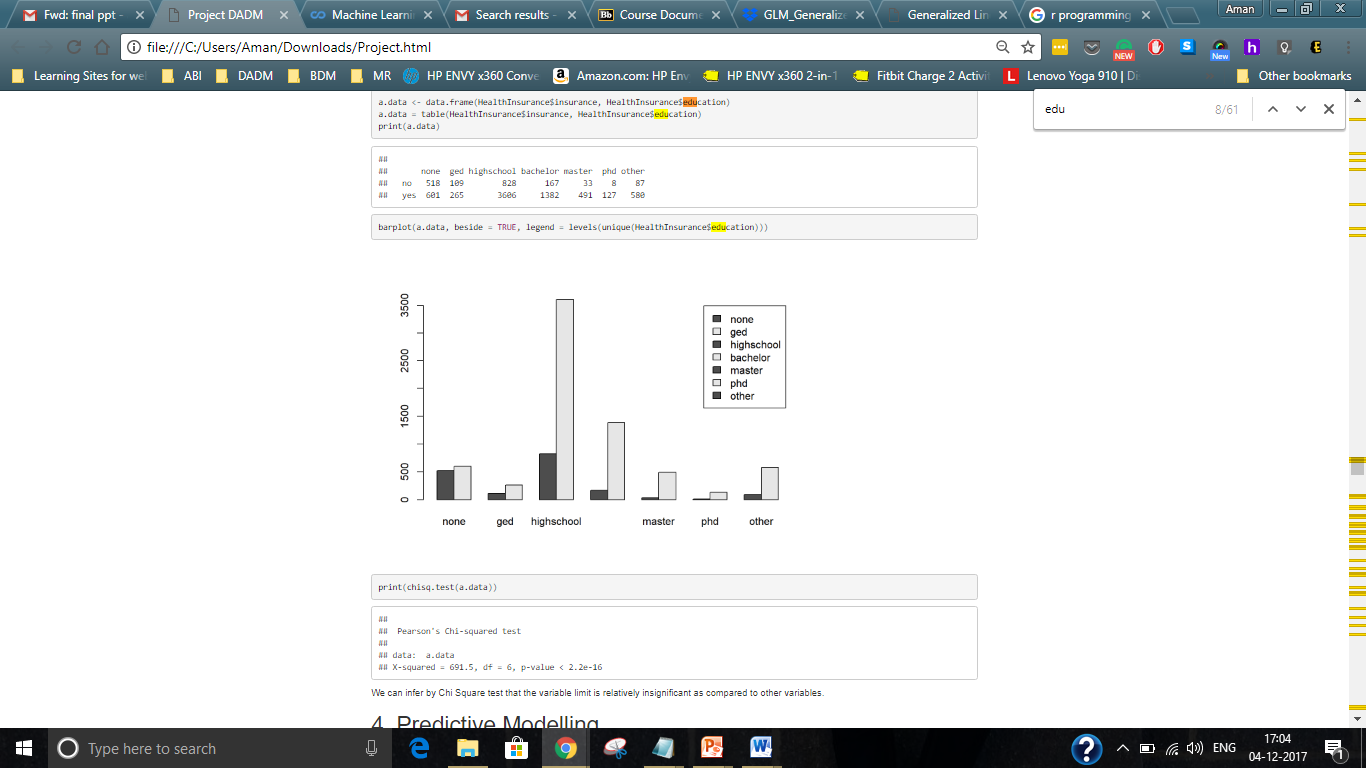 Fwd: final ppt - Project DADM Machine Learni Search results - Course Docume GLM_Generalize Generalized Lin r programming Aman
file:///C:/Users/Aman/Downloads/Project.html
Learning Sites for we ABI DADM BDM MR HP ENVY x360 Conve Amazon.com: HP Env HP ENVY x360 2-in-1 Fitbit Charge 2 Activit Lenovo Yoga 910 | Di Other bookmarks
edu 8/61
a.data <- data.frame(HealthInsurance$insurance, HealthInsurance$education)
a.data = table(HealthInsurance$insurance, HealthInsurance$education)
print(a.data)
##
## none ged highschool bachelor master phd other
## no 518 109 828 167 33 8 87
## yes 601 265 3606 1382 491 127 580
barplot(a.data, beside = TRUE, legend = levels(unique(HealthInsurance$education)))
3500
2500
1500
500
0
none
ged
highschool
bachelor
master
phd
other
none ged highschool master phd other
print(chisq.test(a.data))
##
## Pearson's Chi-squared test
##
## data: a.data
## X-squared = 691.5, df = 6, p-value < 2.2e-16
We can infer by Chi Square test that the variable limit is relatively insignificant as compared to other variables.
4. Predictive Modelling
Type here to search
ENG
17:04
04-12-2017